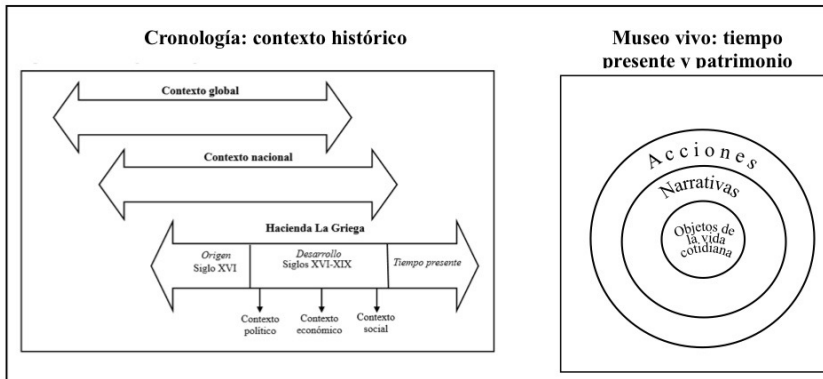 Cronología: contexto histórico
Contexto global
Contexto nacional
Hacienda La Griega
Origen
Siglo XVI
Desarrollo
Siglos XVI-XIX
Tiempo presente
Contexto
político
Contexto
económico
Contexto
social
Museo vivo: tiempo
presente y patrimonio
Acciones
Narrativas
Objetos de
la vida
cotidiana